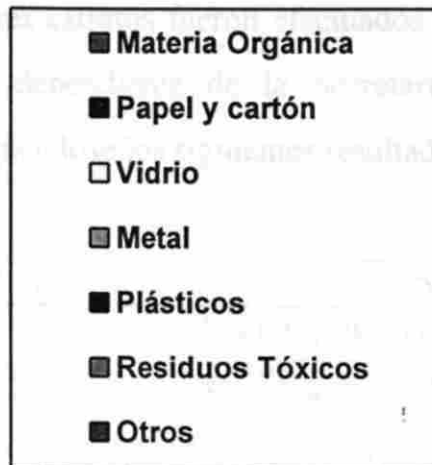 Materia Orgánica
Papel y cartón
Vidrio
Metal
Plásticos
Residuos Tóxicos
Otros